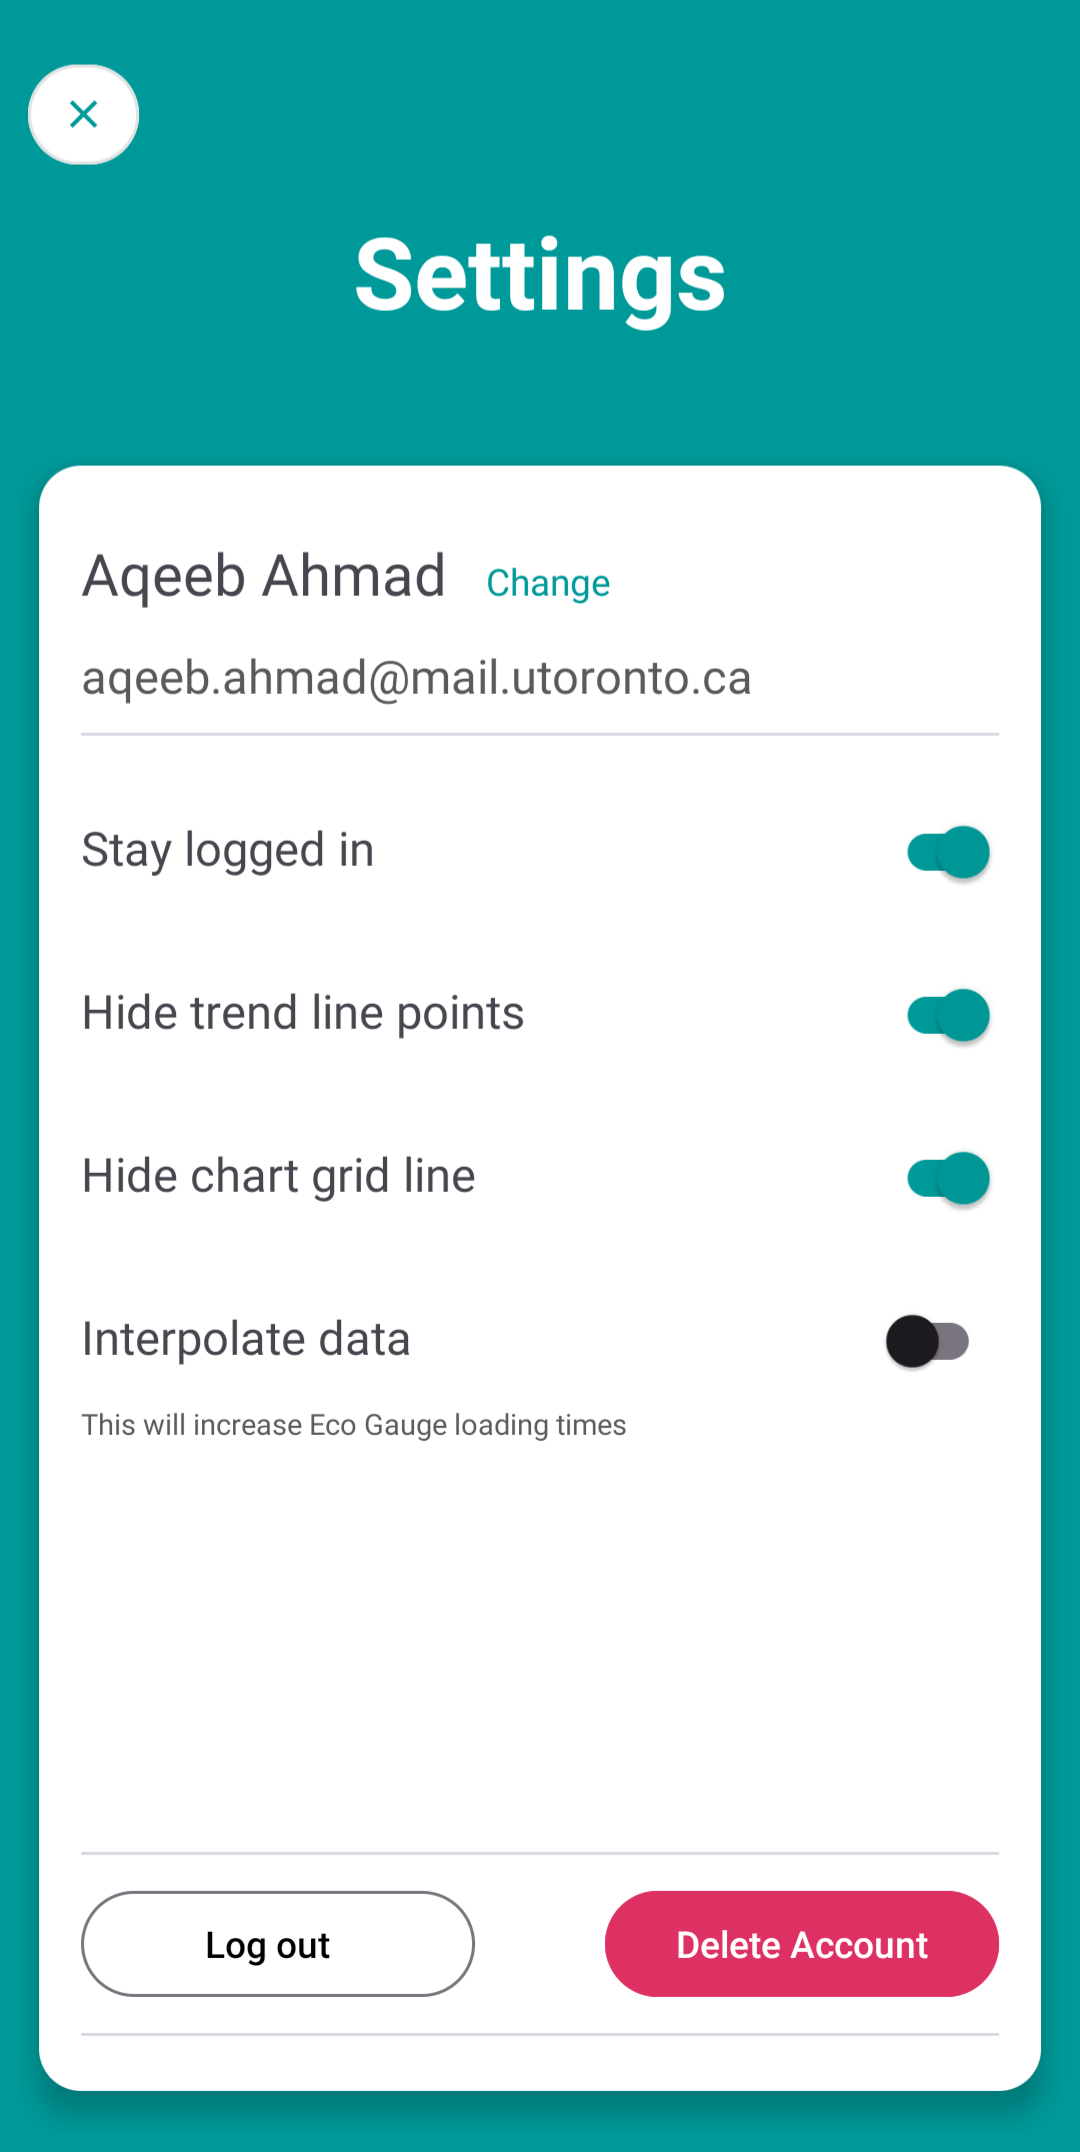 Settings
Aqeeb Ahmad Change
aqeeb.ahmad@mail.utoronto.ca
Stay logged in
Hide trend line points
Hide chart grid line
Interpolate data
This will increase Eco Gauge loading times
Log out Delete Account